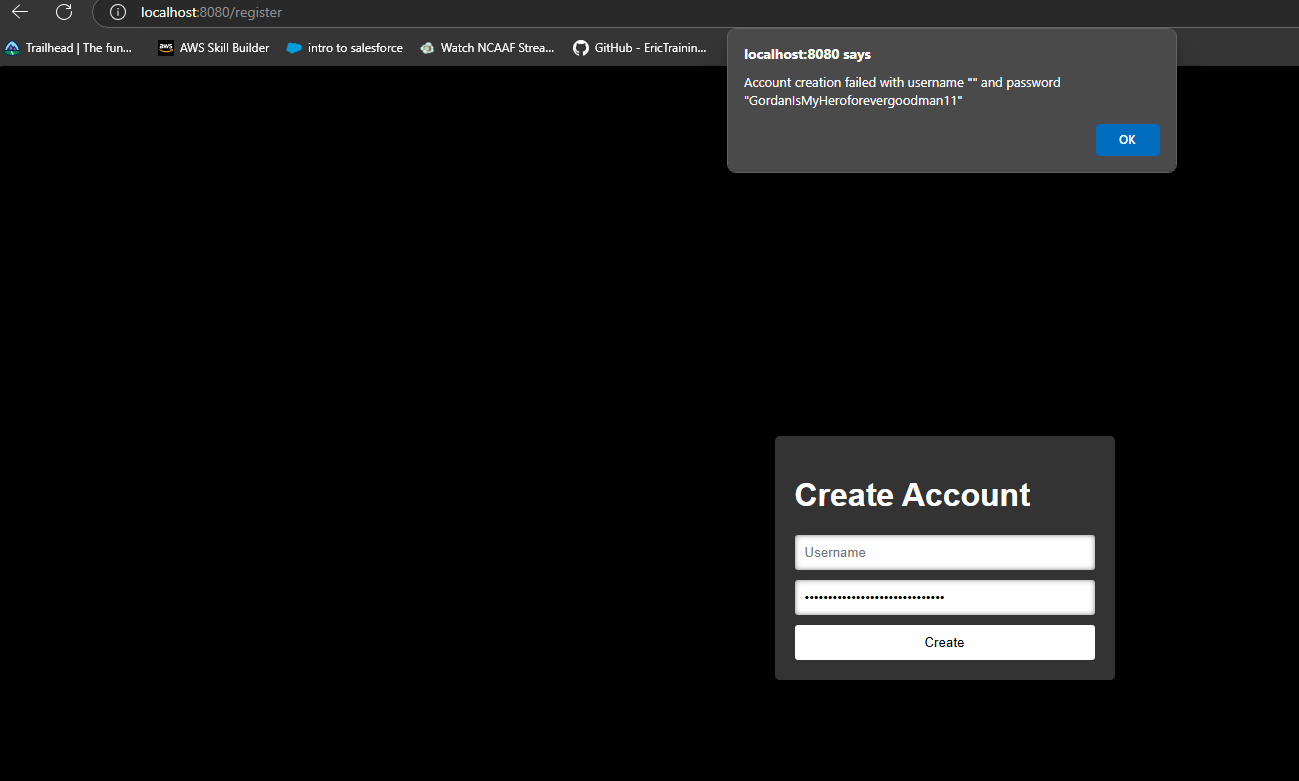 localhost:8080/register
Trailhead | The fun... aws AWS Skill Builder intro to salesforce Watch NCAAF Strea... GitHub - EricTrainin...
localhost:8080 says
Account creation failed with username "" and password
"GordanIsMyHeroforevergoodman11"
OK
Create Account
Username
••••••••••••••••••••••••••••••
Create